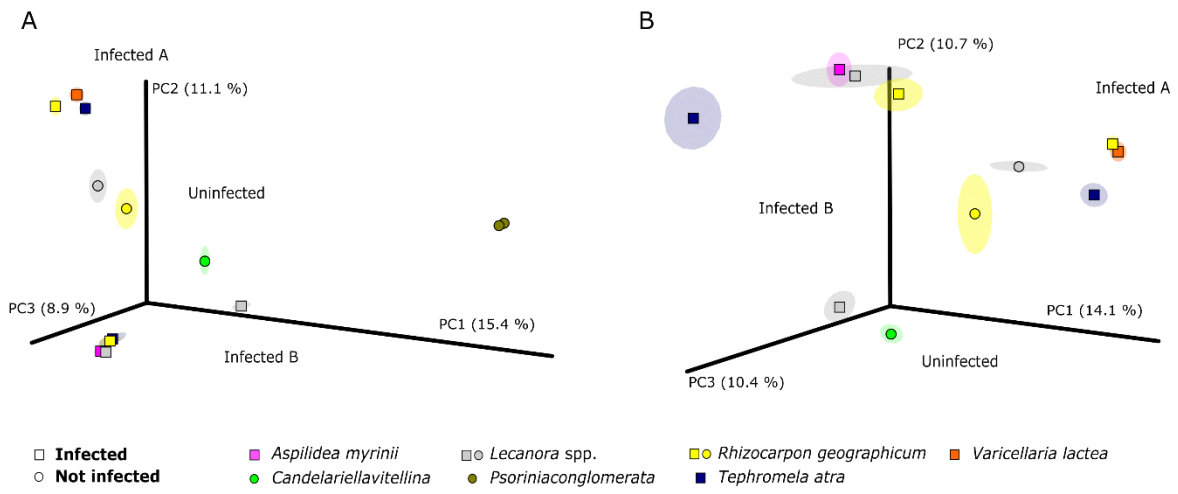 A
B
Infected A
PC2 (11.1 %)
Uninfected
PC3 (8.9 %)
PC1 (15.4 %)
Infected B
PC2 (10.7 %)
Infected A
Infected B
PC1 (14.1 %)
PC3 (10.4 %)
Uninfected
Infected
Not infected
Aspilidea myrinii
Candelariellavitellina
Lecanora spp.
Psoriniaconglomerata
Rhizocarpon geographicum
Tephromela atra
Varicellaria lactea